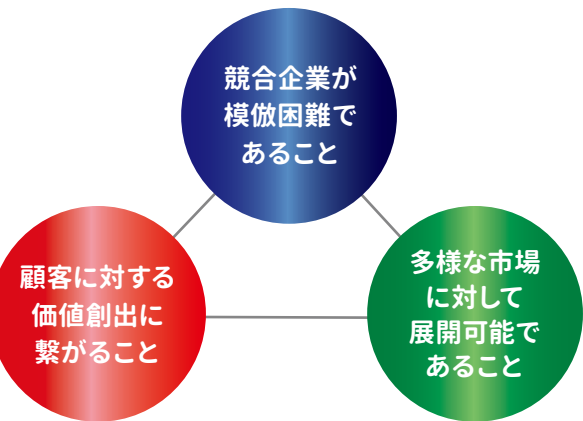 競合企業が
模倣困難で
あること
顧客に対する
価値創出に
繋がること
多様な市場
に対して
展開可能で
あること